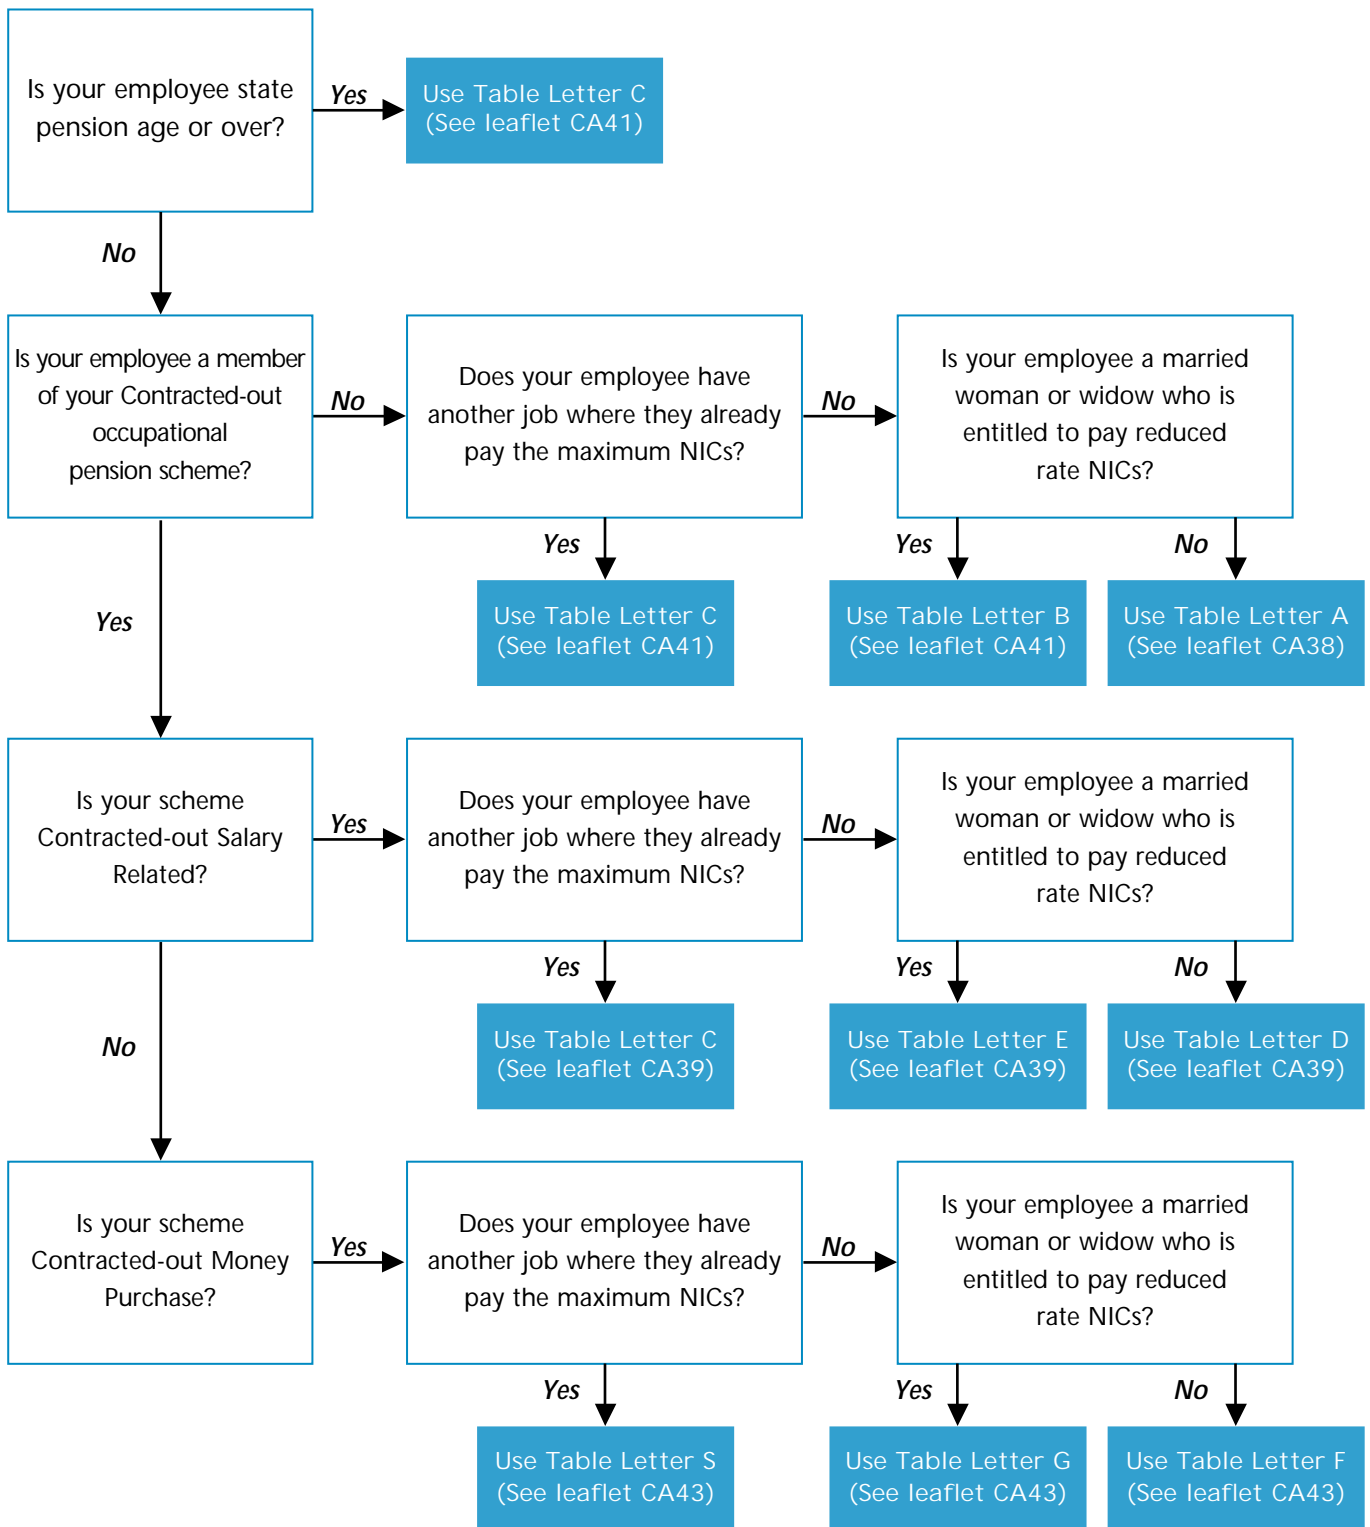 Is your employee state
pension age or over?
Yes
Use Table Letter C
(See leaflet CA41)
No
Is your employee a member
of your Contracted-out
occupational
pension scheme?
No
Does your employee have
another job where they already
pay the maximum NICs?
No
Is your employee a married
woman or widow who is
entitled to pay reduced
rate NICs?
Yes
Yes
No
Use Table Letter C
(See leaflet CA41)
Use Table Letter B
(See leaflet CA41)
Use Table Letter A
(See leaflet CA38)
Yes
Is your scheme
Contracted-out Salary
Related?
Yes
Does your employee have
another job where they already
pay the maximum NICs?
No
Is your employee a married
woman or widow who is
entitled to pay reduced
rate NICs?
Yes
Yes
No
Use Table Letter C
(See leaflet CA39)
Use Table Letter E
(See leaflet CA39)
Use Table Letter D
(See leaflet CA39)
No
Is your scheme
Contracted-out Money
Purchase?
Yes
Does your employee have
another job where they already
pay the maximum NICs?
No
Is your employee a married
woman or widow who is
entitled to pay reduced
rate NICs?
Yes
Yes
No
Use Table Letter S
(See leaflet CA43)
Use Table Letter G
(See leaflet CA43)
Use Table Letter F
(See leaflet CA43)